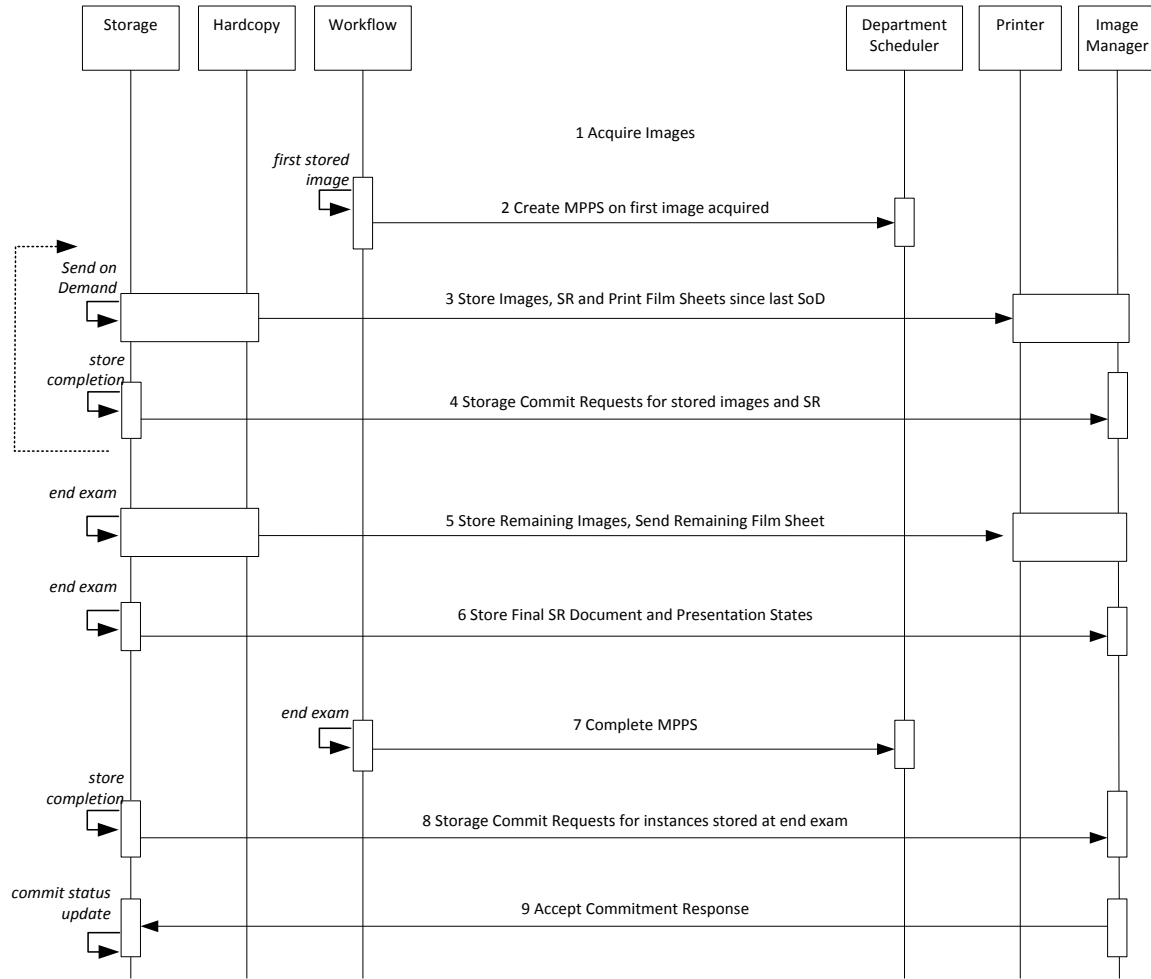 Storage
Hardcopy
Workflow
Department
Scheduler
Printer
Image
Manager
1 Acquire Images
first stored
image
2 Create MPPS on first image acquired
Send on
Demand
3 Store Images, SR and Print Film Sheets since last SoD
store
completion
4 Storage Commit Requests for stored images and SR
end exam
5 Store Remaining Images, Send Remaining Film Sheet
end exam
6 Store Final SR Document and Presentation States
end exam
7 Complete MPPS
store
completion
8 Storage Commit Requests for instances stored at end exam
commit status
update
9 Accept Commitment Response